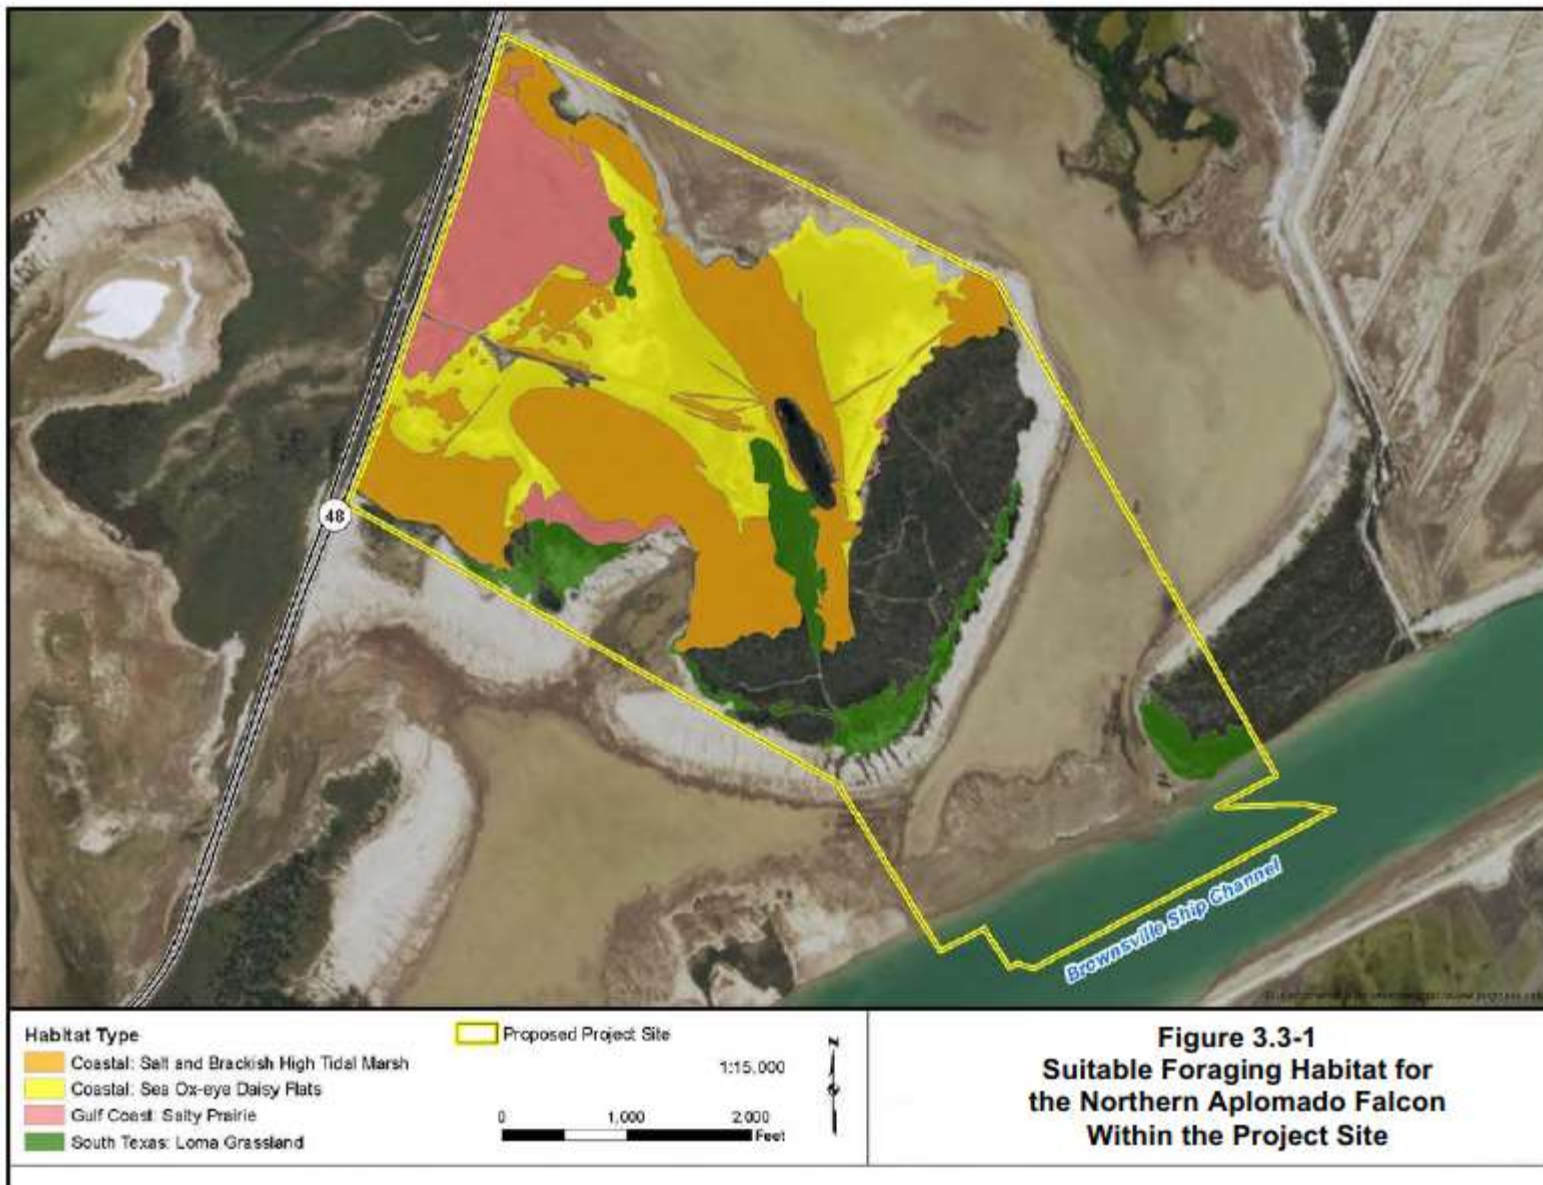 48
Brownsville Ship Channel
Habitat Type
Coastal: Salt and Brackish High Tidal Marsh
Coastal: Sea Ox-eye Daisy Flats
Gulf Coast: Salty Prairie
South Texas: Loma Grassland
Proposed Project Site
1:15,000
0 1,000 2,000
Feet
N
Figure 3.3-1
Suitable Foraging Habitat for
the Northern Aplomado Falcon
Within the Project Site